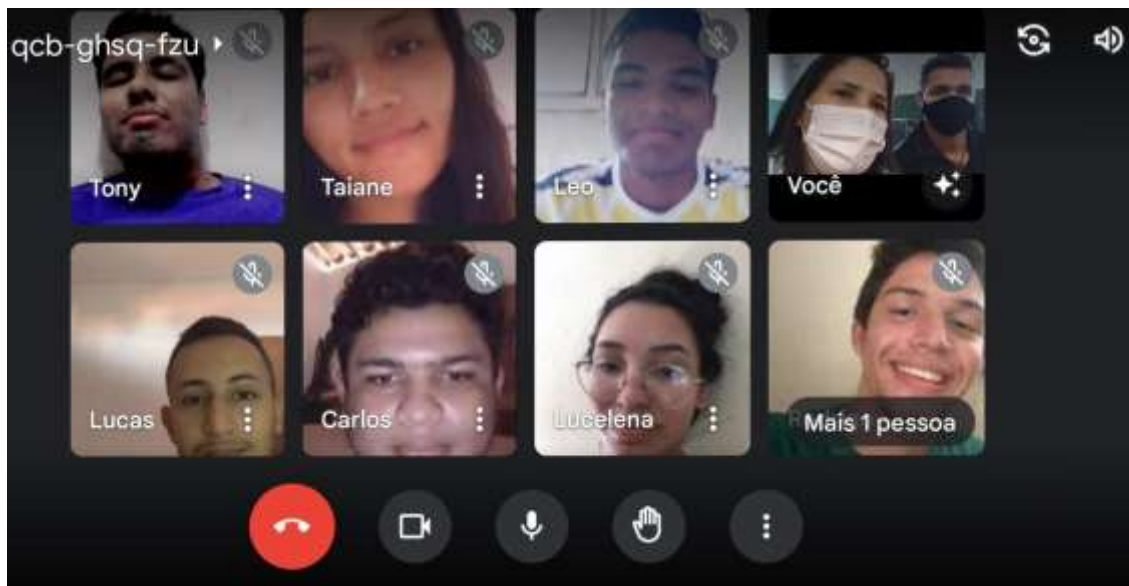 qcb-ghsq-fzu
Tony
Taiane
Leo
Você
Lucas
Carlos
Lucelena
Mais 1 pessoa